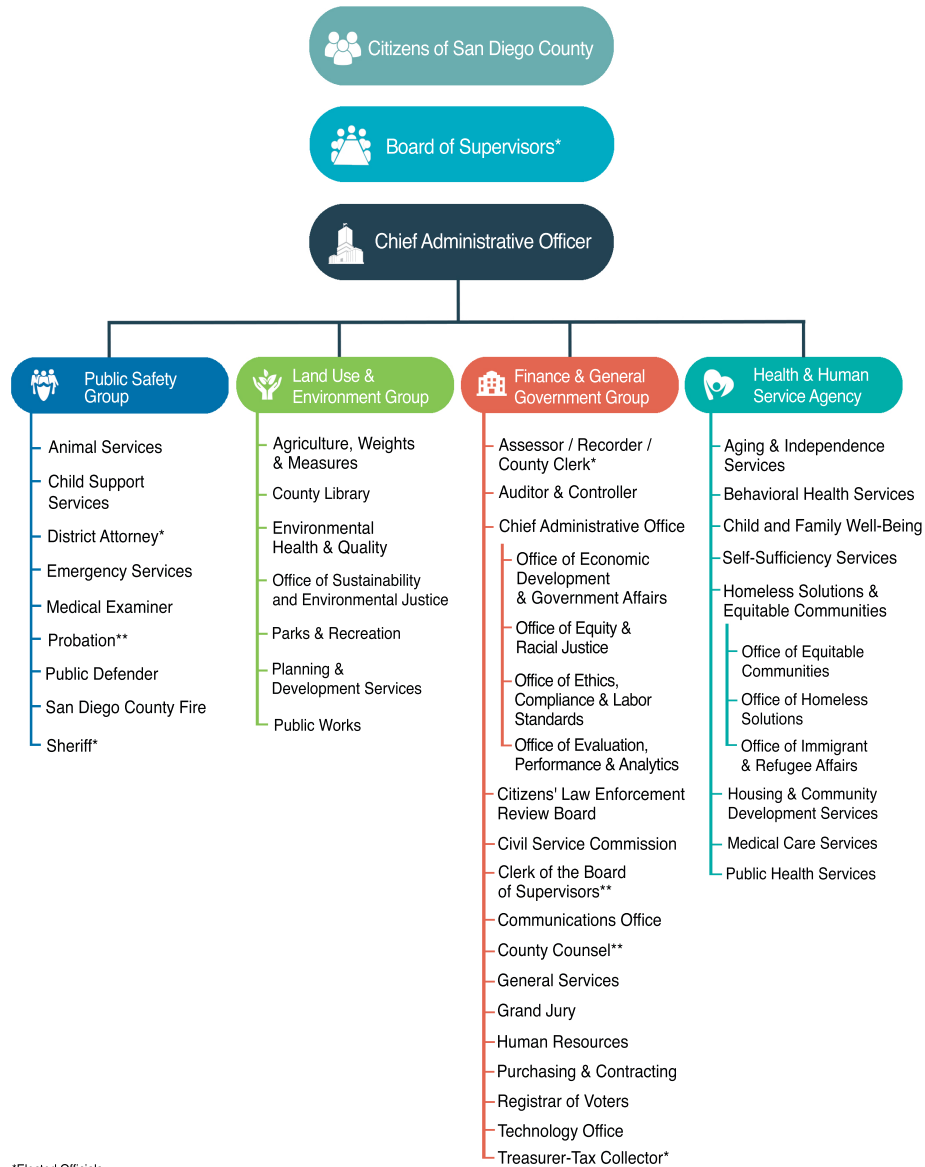 Citizens of San Diego County
Board of Supervisors*
Chief Administrative Officer
Public Safety
Group
Animal Services
Child Support
Services
District Attorney*
Emergency Services
Medical Examiner
Probation**
Public Defender
San Diego County Fire
Sheriff*
Land Use &
Environment Group
Agriculture, Weights
& Measures
County Library
Environmental
Health & Quality
Office of Sustainability
and Environmental Justice
Parks & Recreation
Planning &
Development Services
Public Works
Finance & General
Government Group
Assessor / Recorder /
County Clerk*
Auditor & Controller
Chief Administrative Office
Office of Economic
Development
& Government Affairs
Office of Equity &
Racial Justice
Office of Ethics,
Compliance & Labor
Standards
Office of Evaluation,
Performance & Analytics
Citizens' Law Enforcement
Review Board
Civil Service Commission
Clerk of the Board
of Supervisors**
Communications Office
County Counsel**
General Services
Grand Jury
Human Resources
Purchasing & Contracting
Registrar of Voters
Technology Office
Treasurer-Tax Collector*
Health & Human
Service Agency
Aging & Independence
Services
Behavioral Health Services
Child and Family Well-Being
Self-Sufficiency Services
Homeless Solutions &
Equitable Communities
Office of Equitable
Communities
Office of Homeless
Solutions
Office of Immigrant
& Refugee Affairs
Housing & Community
Development Services
Medical Care Services
Public Health Services
*Elected Officials